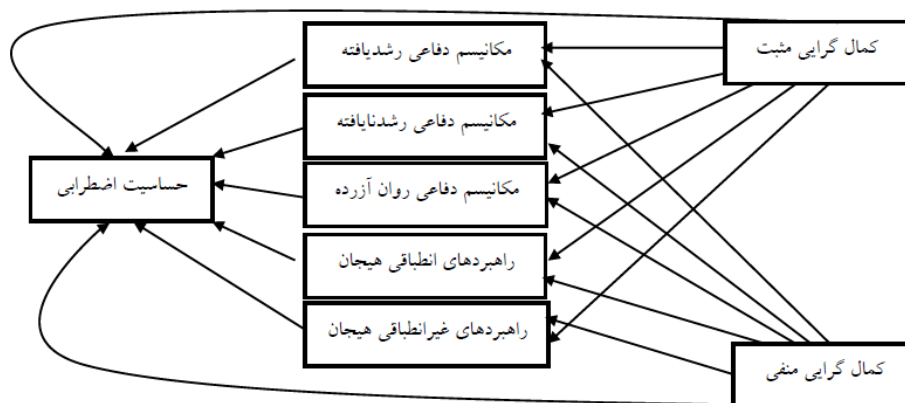 کمال گرایی مثبت
مکانیسم دفاعی رشدیافته
مکانیسم دفاعی رشدنایافته
مکانیسم دفاعی روان آزرده
حساسیت اضطرابی
راهبردهای انطباقی هیجان
راهبردهای غیرانطباقی هیجان
کمال گرایی منفی